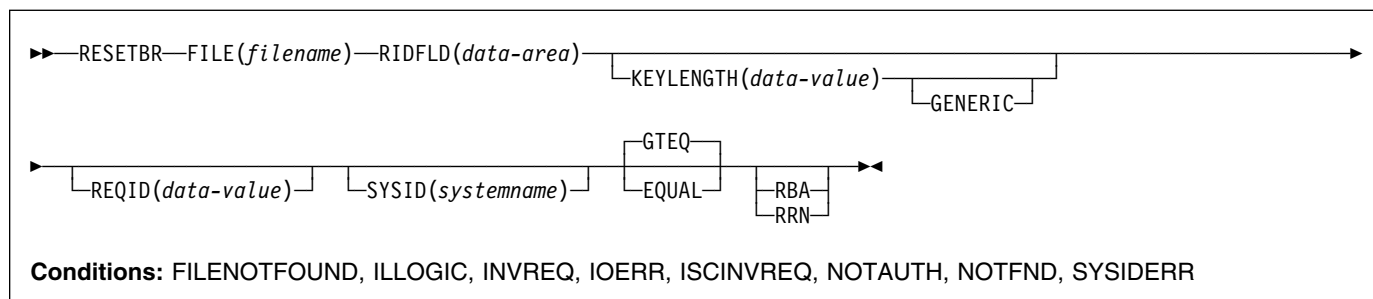 RESETBR FILE(filename) RIDFLD(data-area)
KEYLENGTH(data-value)
GENERIC
GTEQ
REQID(data-value) SYSID(systemname) EQUAL RBA
RRN
Conditions: FILENOTFOUND, ILLOGIC, INVREQ, IOERR, ISCINVREQ, NOTAUTH, NOTFND, SYSIDERR